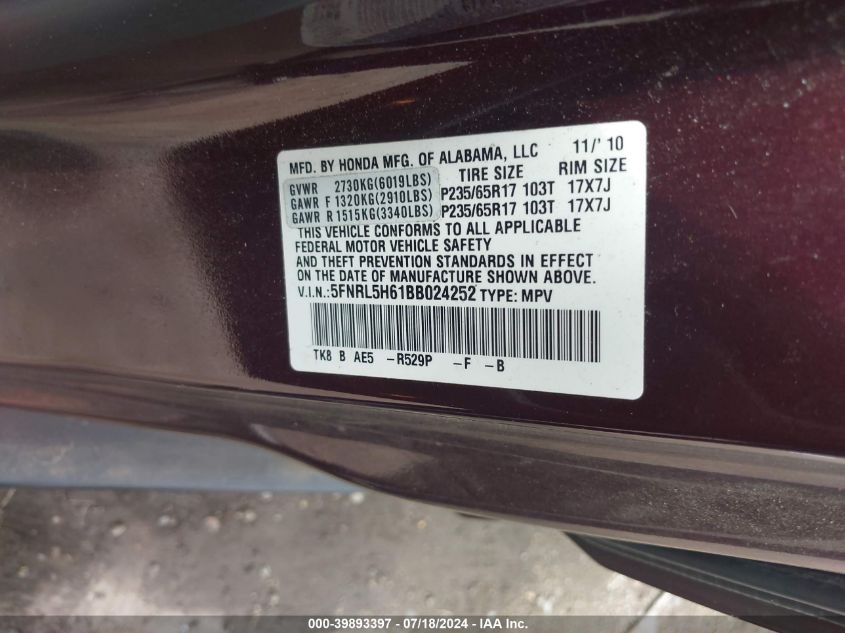 MFD. BY HONDA MFG. OF ALABAMA, LLC 11/' 10
TIRE SIZE RIM SIZE
GVWR 2730KG(6019LBS)
GAWR F 1320KG(2910LBS) P235/65R17 103T 17X7J
GAWR R 1515KG(3340LBS) P235/65R17 103T 17X7J
THIS VEHICLE CONFORMS TO ALL APPLICABLE
FEDERAL MOTOR VEHICLE SAFETY
AND THEFT PREVENTION STANDARDS IN EFFECT
ON THE DATE OF MANUFACTURE SHOWN ABOVE.
V.I.N.: 5FNRL5H61BB024252 TYPE: MPV
TK8 B AE5 -R529P -F -B
000-39893397 - 07/18/2024 - IAA Inc.